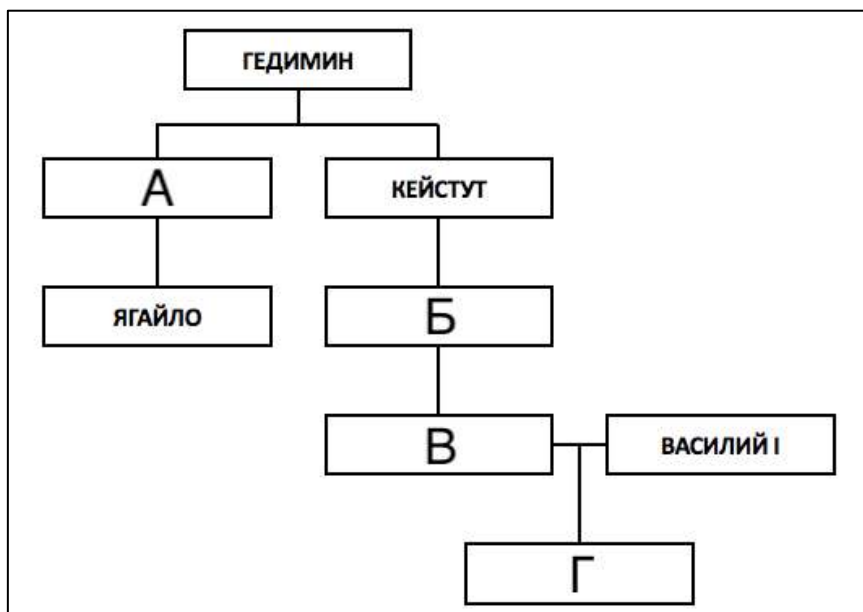 ГЕДИМИН
А
КЕЙСТУТ
ЯГАЙЛО
Б
В
ВАСИЛИЙ I
Г